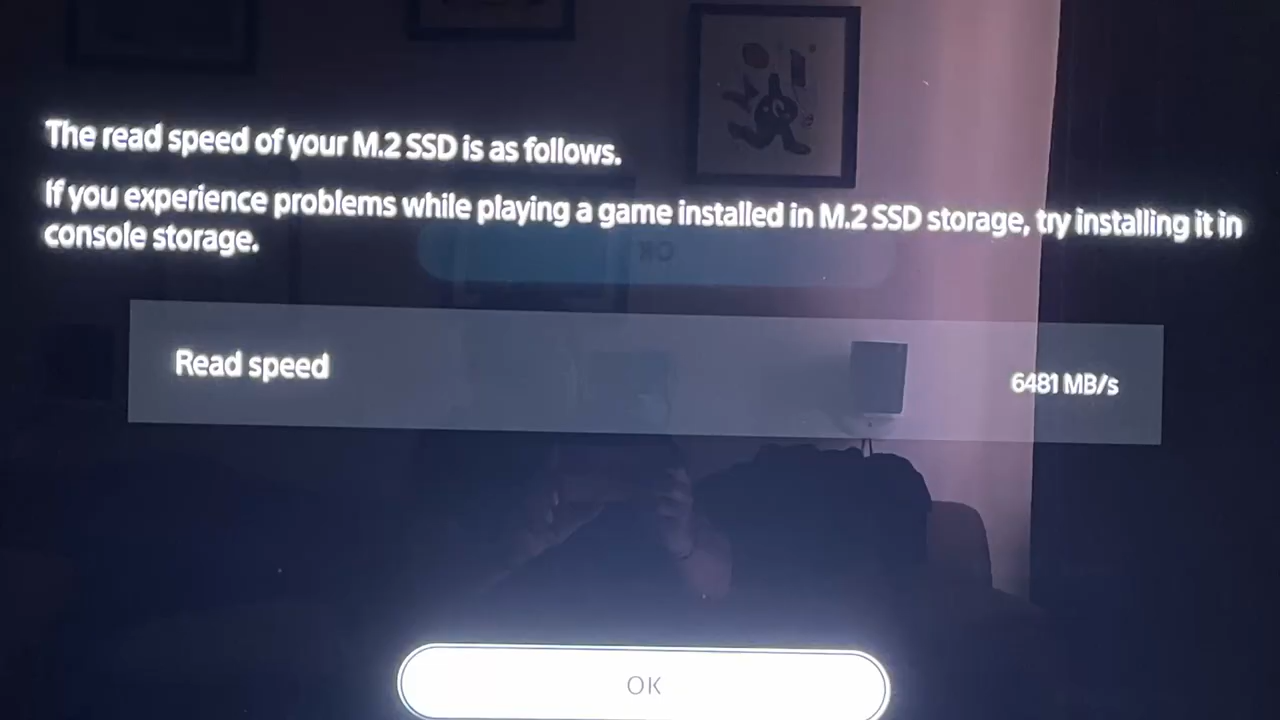 The read speed of your M.2 SSD is as follows.
If you experience problems while playing a game installed in M.2 SSD storage, try installing it in
console storage.
OK
Read speed 6481 MB/s
OK